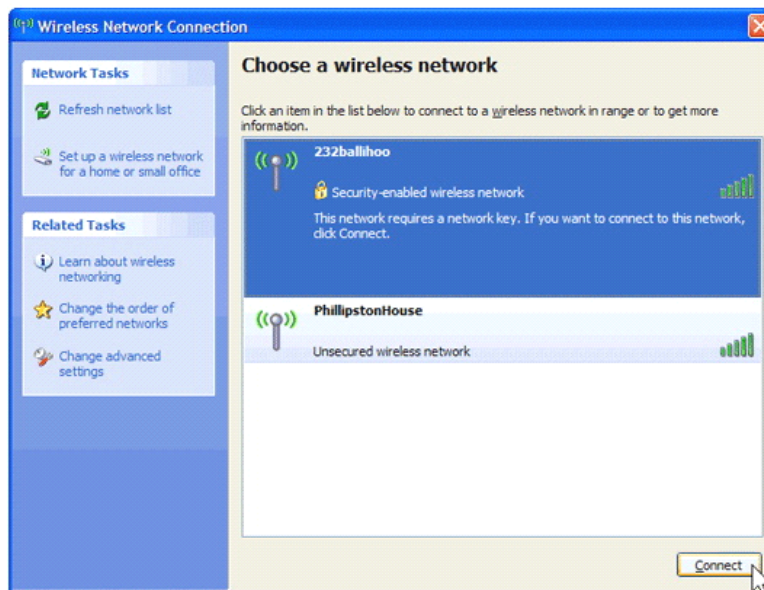 Wireless Network Connection
Network Tasks
Refresh network list
Set up a wireless network
for a home or small office
Related Tasks
Learn about wireless
networking
Change the order of
preferred networks
Change advanced
settings
Choose a wireless network
Click an item in the list below to connect to a wireless network in range or to get more
information.
232ballihoo
Security-enabled wireless network
This network requires a network key. If you want to connect to this network,
click Connect.
PhillipstonHouse
Unsecured wireless network
Connect